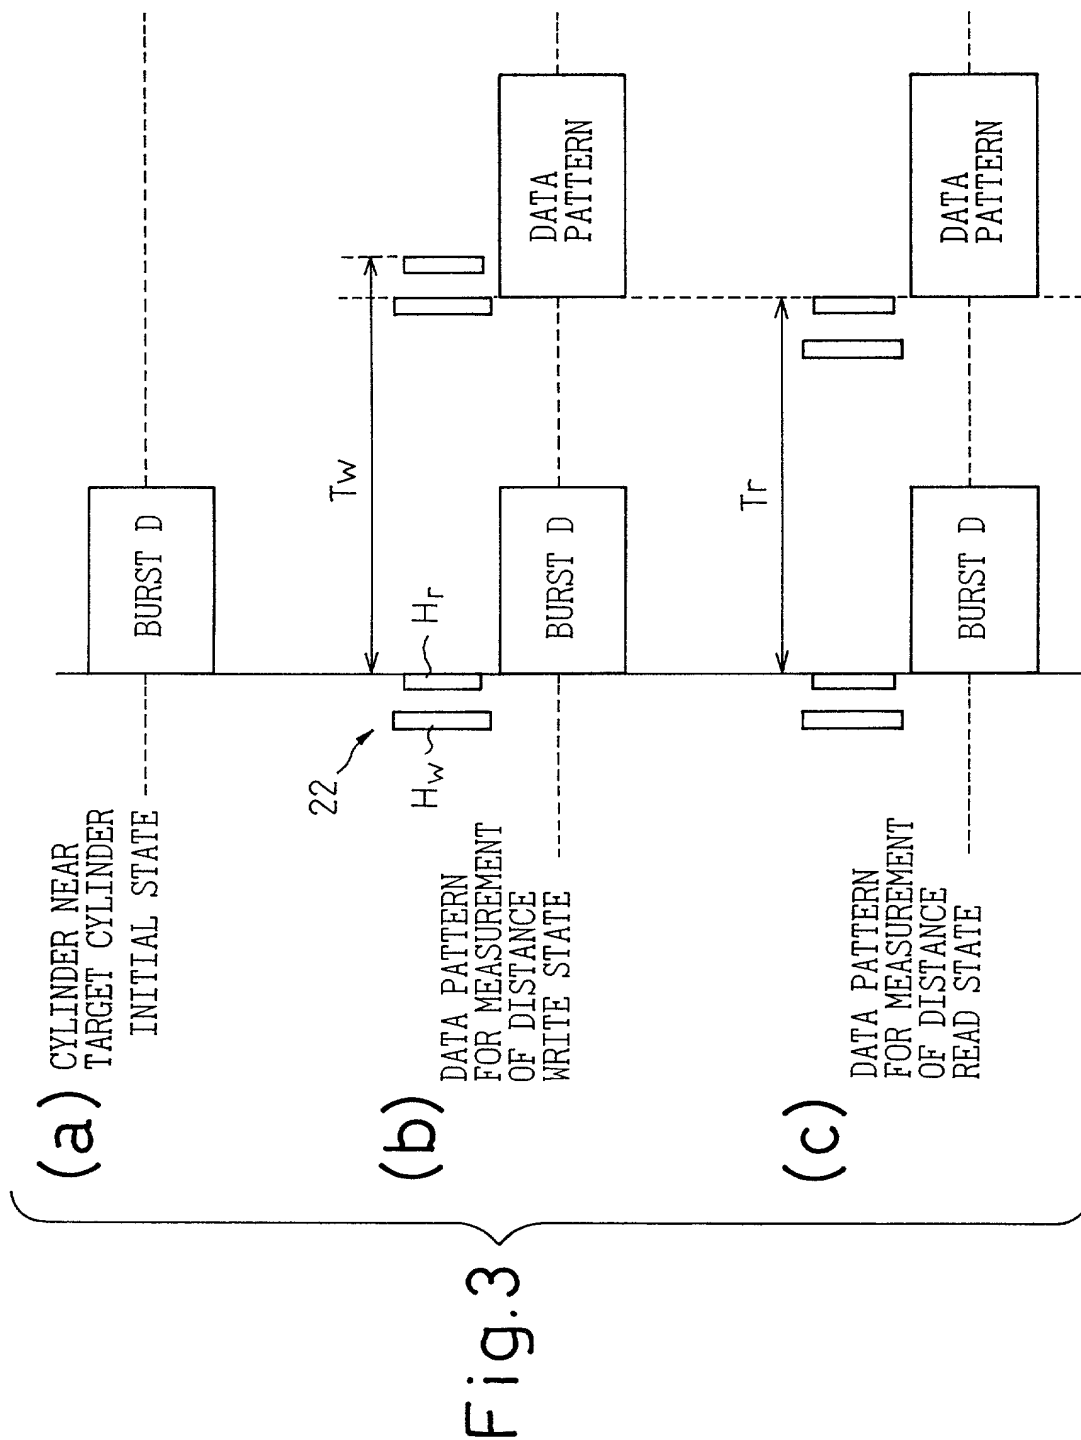 Fig.3
(a)
CYLINDER NEAR
TARGET CYLINDER
INITIAL STATE
BURST D
(b)
DATA PATTERN
FOR MEASUREMENT
OF DISTANCE
WRITE STATE
22
Hw
Hr
Tw
BURST D
DATA
PATTERN
(c)
DATA PATTERN
FOR MEASUREMENT
OF DISTANCE
READ STATE
Tr
BURST D
DATA
PATTERN